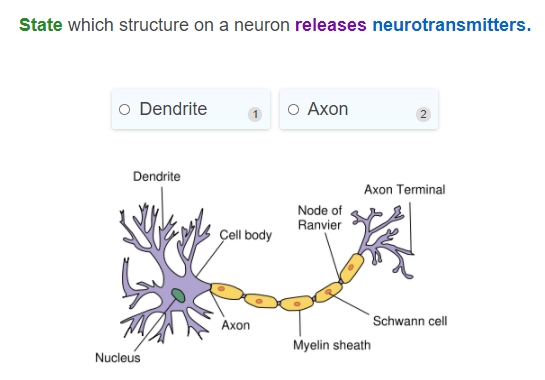 State which structure on a neuron releases neurotransmitters.
Dendrite 1
Axon 2
Dendrite
Axon Terminal
Node of
Ranvier
Cell body
Axon
Schwann cell
Myelin sheath
Nucleus